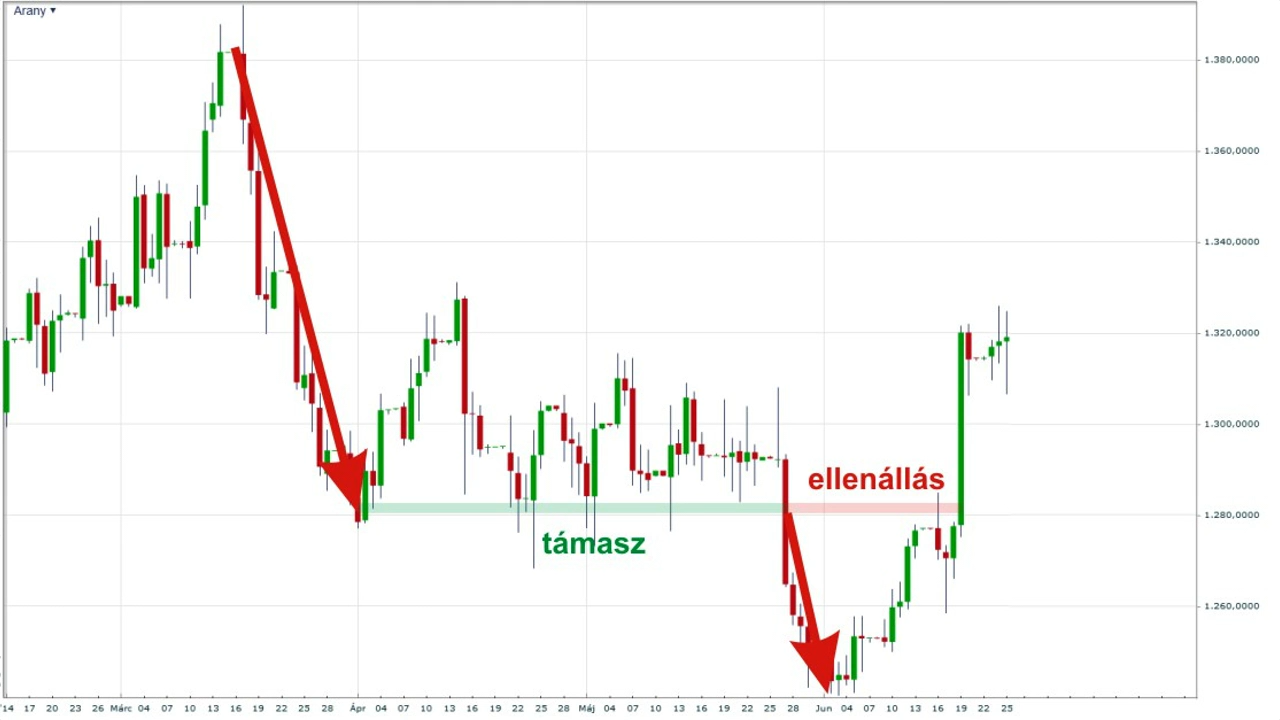 Arany ▾
1.380,0000
1.360,0000
1.340,0000
1.320,0000
1.300,0000
ellenállás
1.280,0000
támasz
1.260,0000
'14 17 20 23 26 Márc 04 07 10 13 16 19 22 25 28 Ápr 04 07 10 13 16 19 22 25 28 Máj 04 07 10 13 16 19 22 25 28 Jun 04 07 10 13 16 19 22 25